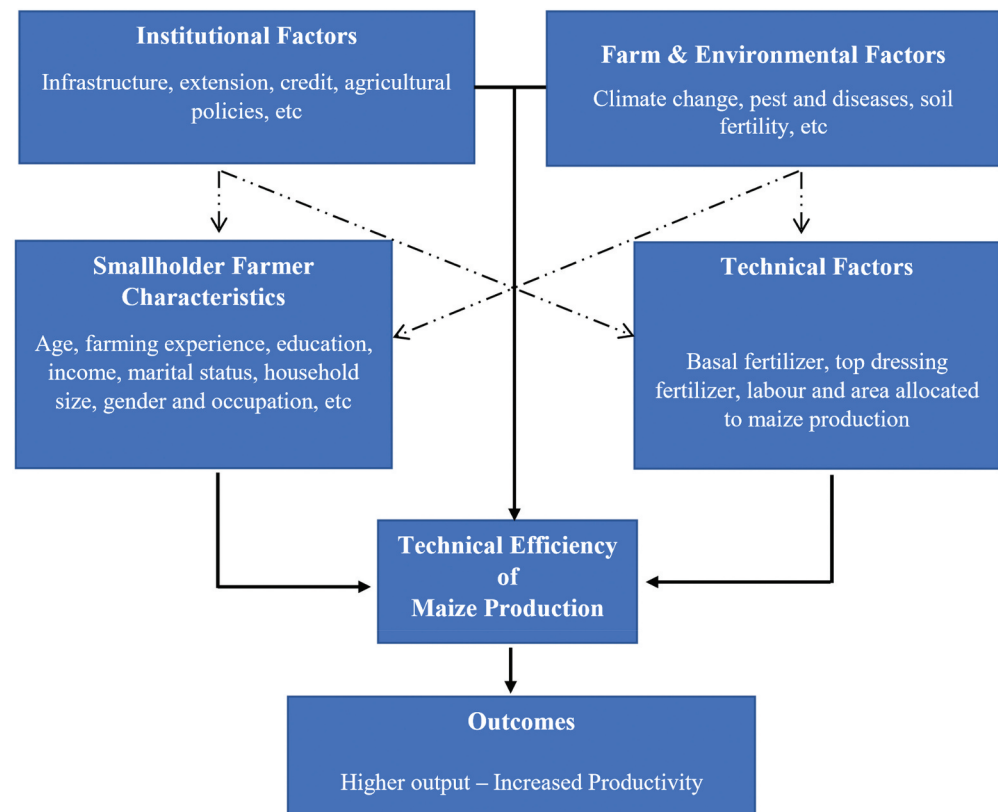 Institutional Factors
Infrastructure, extension, credit, agricultural
policies, etc
Farm & Environmental Factors
Climate change, pest and diseases, soil
fertility, etc
Smallholder Farmer
Characteristics
Age, farming experience, education,
income, marital status, household
size, gender and occupation, etc
Technical Factors
Basal fertilizer, top dressing
fertilizer, labour and area allocated
to maize production
Technical Efficiency
of
Maize Production
Outcomes
Higher output – Increased Productivity